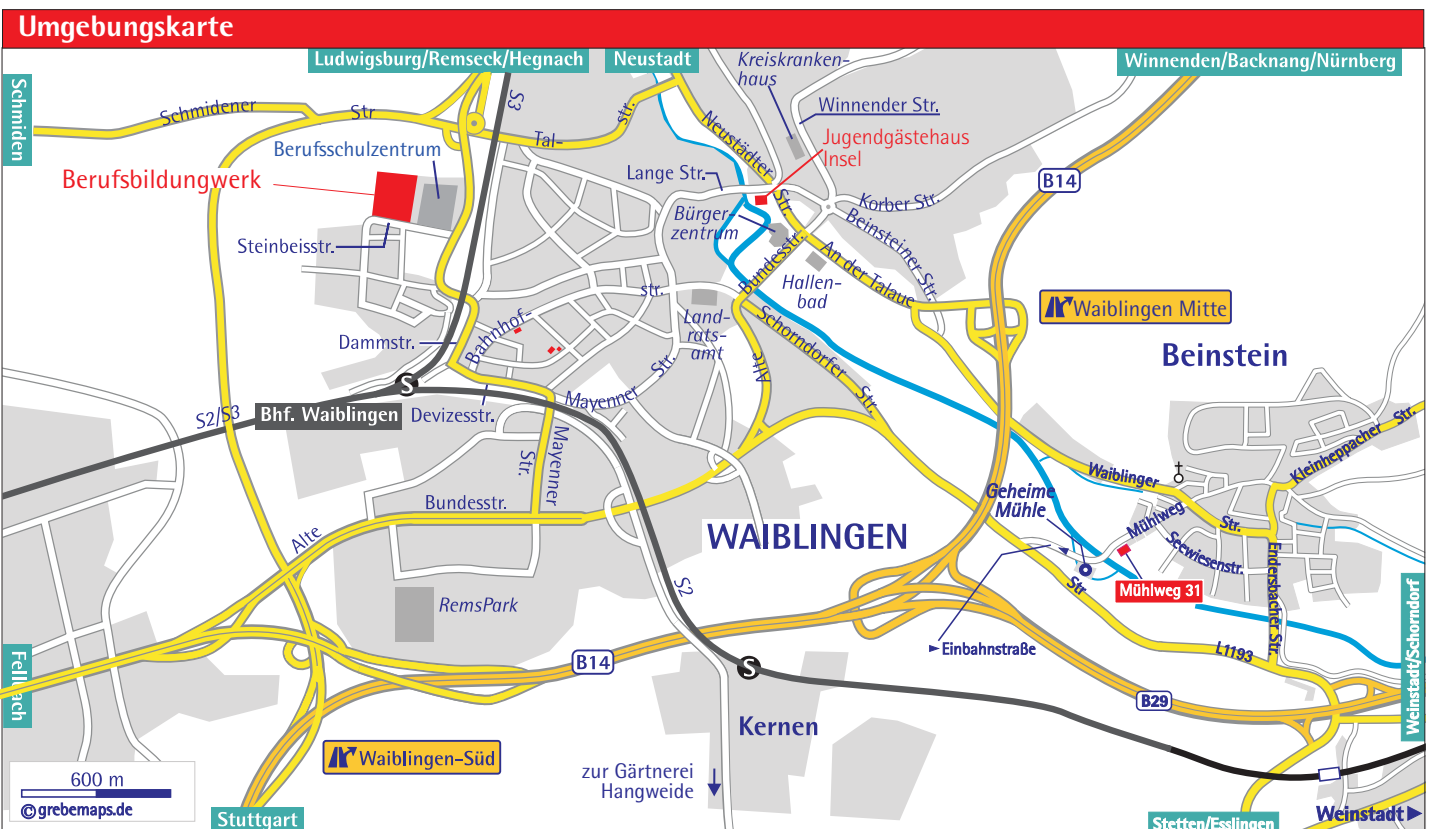 Umgebungskarte
Ludwigsburg/Remseck/Hegnach
Neustadt
Kreiskranken-
haus
Winnenden/Backnang/Nürnberg
Schmiden
Schmidener
Str
S3
Tal-
str.
Neustädter
Str.
Winnender Str.
Jugendgästehaus
Insel
Berufsschulzentrum
Berufsbildungwerk
Lange Str.
Korber Str.
B14
Steinbeisstr.
Bürger-
zentrum
Beinsteiner Str.
Bundesstr.
An der Talaue
Hallen-
bad
str.
Bahnhof-
Land-
rats-
amt
Schorndorfer
Str.
Alte
Waiblingen Mitte
Dammstr.
Beinstein
S
Mayenner
Str.
Bhf. Waiblingen
S2/S3
Devizesstr.
Mayenner
Str.
Kleinheppacher Str.
Waiblinger
Str.
Geheime
Mühle
Mühlweg
Seewiesenstr.
Endersbacher Str.
Bundesstr.
Alte
WAIBLINGEN
S2
Str
Mühlweg 31
RemsPark
Einbahnstraße
L1193
Weinstadt/Schorndorf
B14
S
Fellbach
B29
Kernen
Waiblingen-Süd
600 m
© grebemaps.de
zur Gärtnerei
Hangweide
Stuttgart
Stetten/Esslingen
Weinstadt